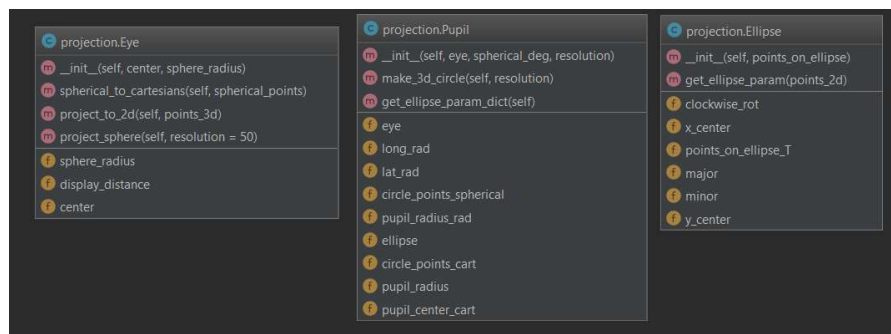 projection.Eye
__init__(self, center, sphere_radius)
spherical_to_cartesians(self, spherical_points)
project_to_2d(self, points_3d)
project_sphere(self, resolution = 50)
sphere_radius
display_distance
center
projection.Pupil
__init__(self, eye, spherical_deg, resolution)
make_3d_circle(self, resolution)
get_ellipse_param_dict(self)
eye
long_rad
lat_rad
circle_points_spherical
pupil_radius_rad
ellipse
circle_points_cart
pupil_radius
pupil_center_cart
projection.Ellipse
__init__(self, points_on_ellipse)
get_ellipse_param(points_2d)
clockwise_rot
x_center
points_on_ellipse_T
major
minor
y_center